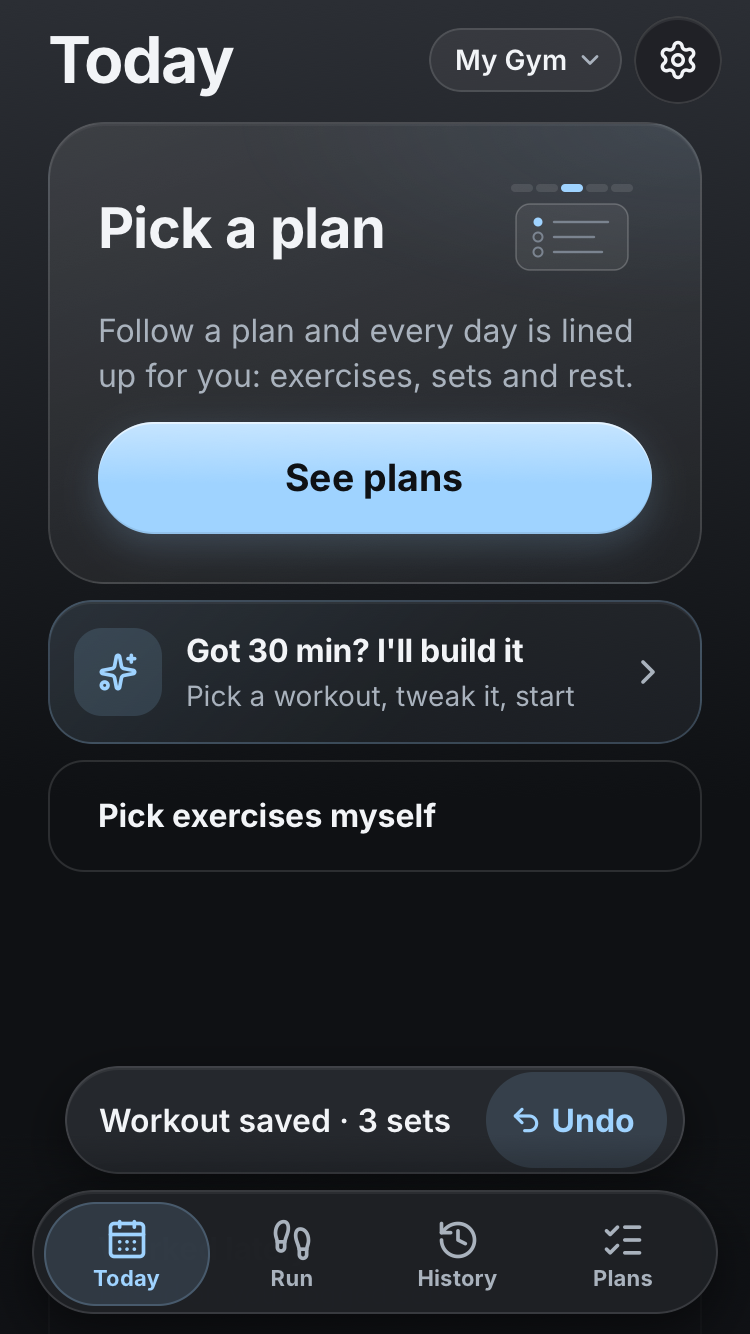 Today
My Gym
Pick a plan
Follow a plan and every day is lined
up for you: exercises, sets and rest.
See plans
Got 30 min? I'll build it
Pick a workout, tweak it, start
Pick exercises myself
Workout saved · 3 sets
Undo
Today
Run
History
Plans